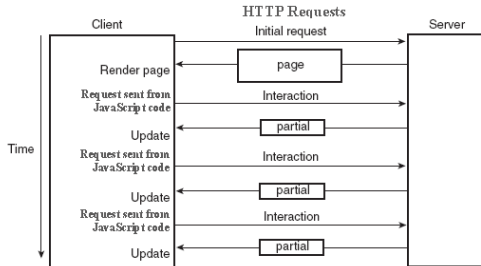 HTTP Requests
Client
Server
Initial request
page
Render page
Request sent from
JavaScript code
Interaction
partial
Update
Time
Request sent from
JavaScript code
Interaction
partial
Update
Request sent from
JavaScript code
Interaction
partial
Update